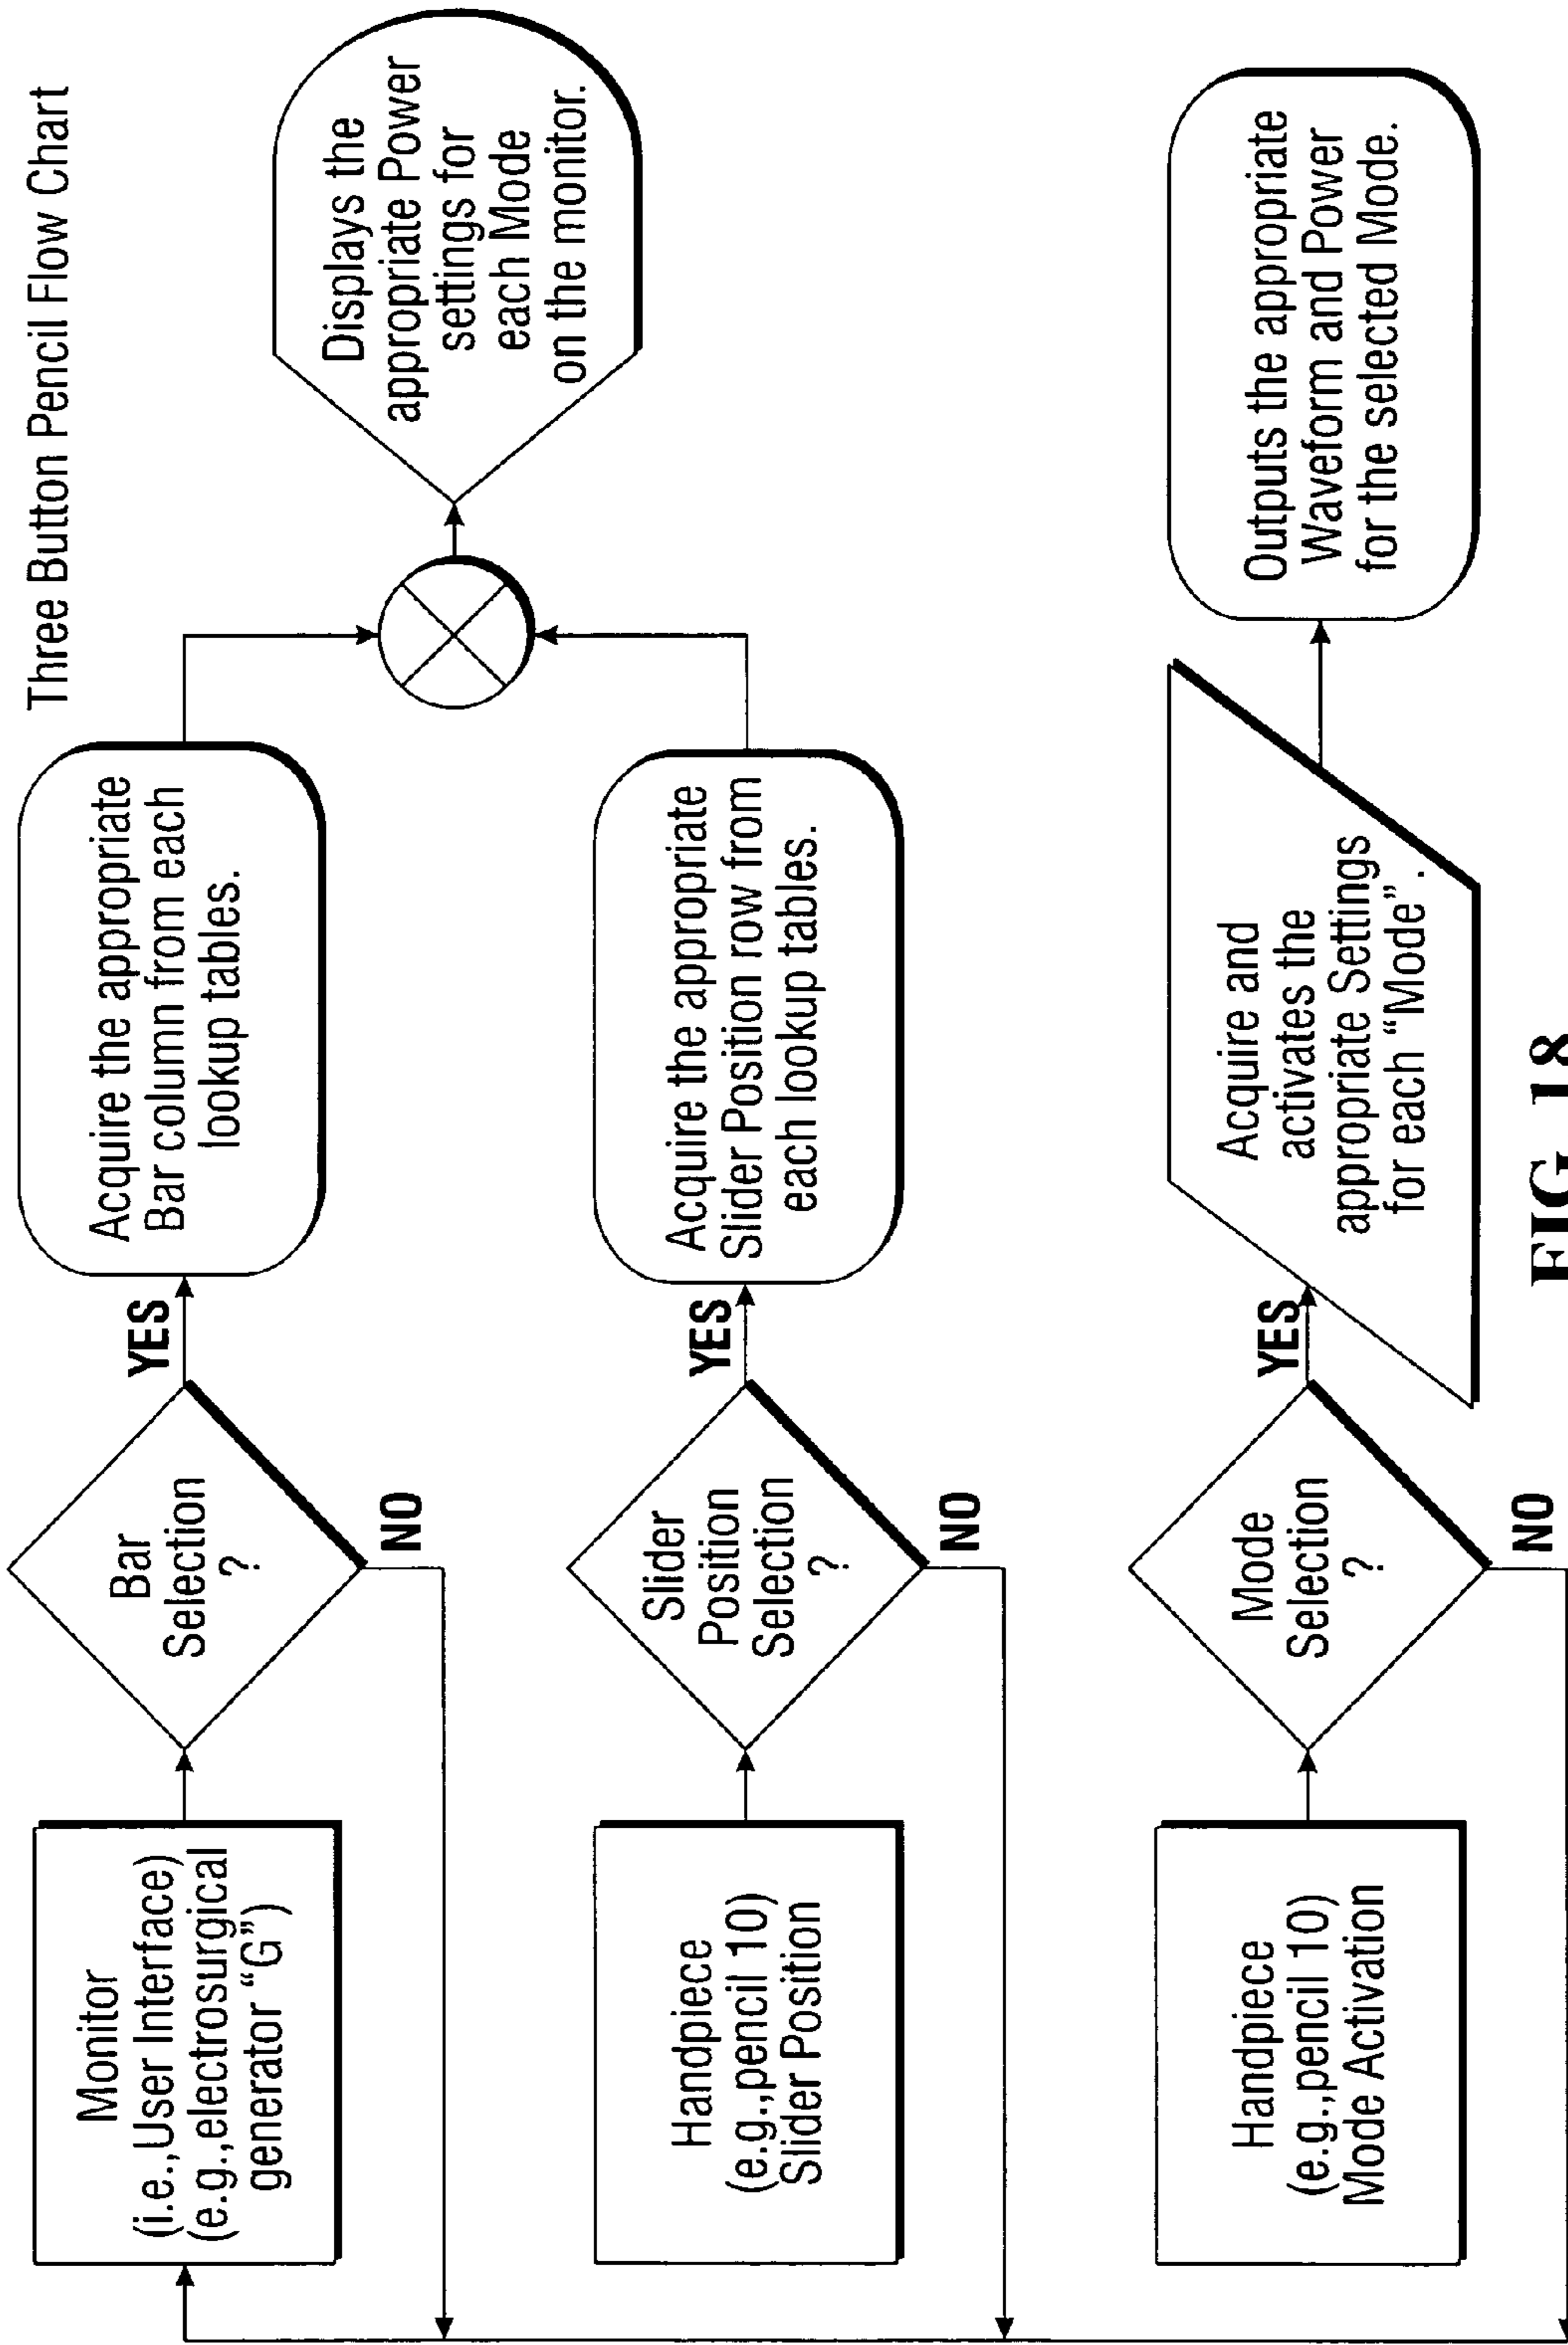 Three Button Pencil Flow Chart
Monitor
(i.e.,User Interface)
(e.g.,electrosurgical
generator “G”)
Bar
Selection
?
YES
NO
Acquire the appropriate
Bar column from each
lookup tables.
Displays the
appropriate Power
settings for
each Mode
on the monitor.
Handpiece
(e.g.,pencil 10)
Slider Position
Slider
Position
Selection
?
YES
NO
Acquire the appropriate
Slider Position row from
each lookup tables.
Handpiece
(e.g.,pencil 10)
Mode Activation
Mode
Selection
?
YES
NO
Acquire and
activates the
appropriate Settings
for each “Mode”.
Outputs the appropriate
Waveform and Power
for the selected Mode.
FIG. 18